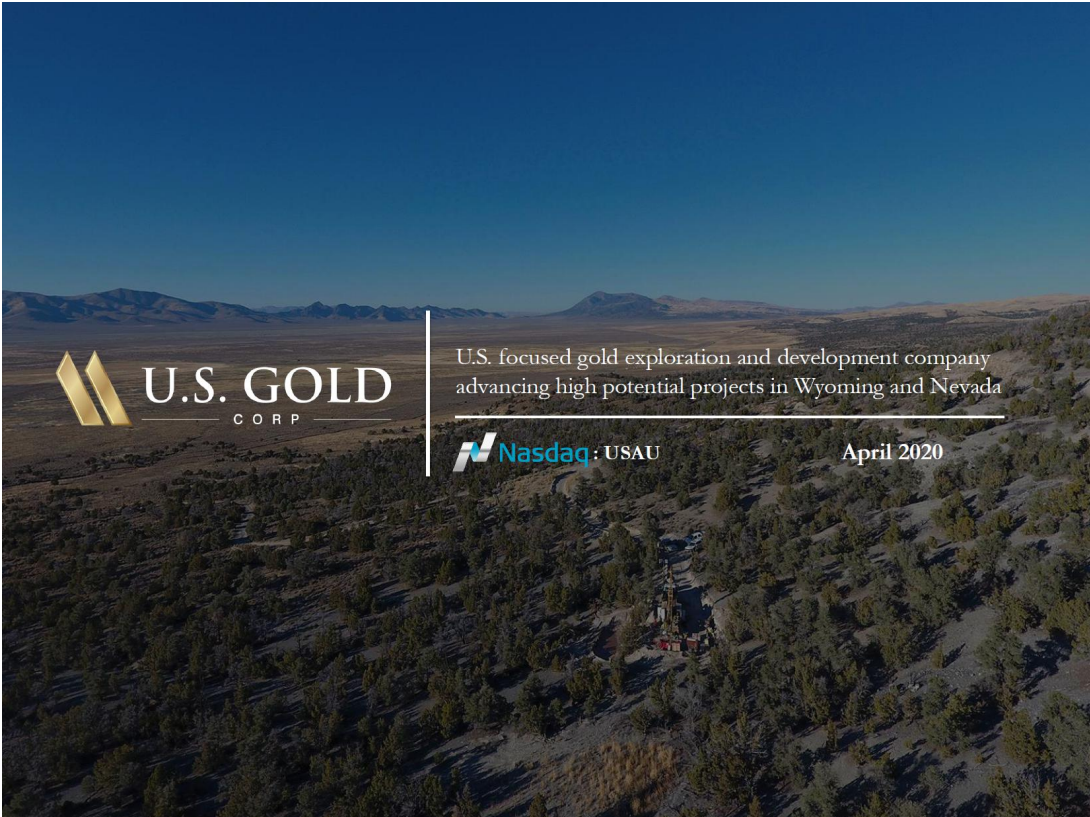 U.S. GOLD
CORP
U.S. focused gold exploration and development company
advancing high potential projects in Wyoming and Nevada
Nasdaq : USAU
April 2020